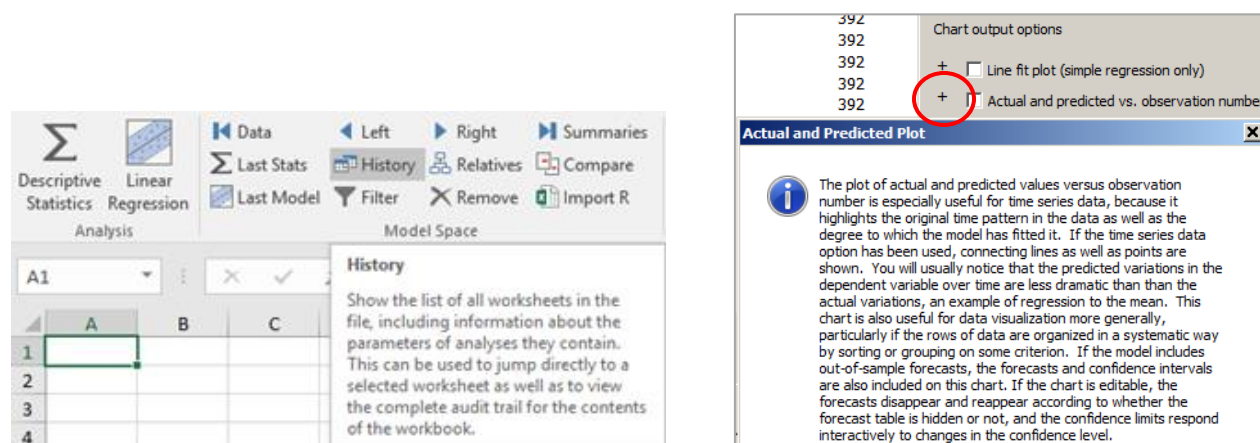 Descriptive
Statistics
Linear
Regression
Analysis
Data
Last Stats
Last Model
Left
History
Filter
Right
Relatives
Remove
Summaries
Compare
Import R
Model Space
A1
A B C
1
2
3
4
History
Show the list of all worksheets in the
file, including information about the
parameters of analyses they contain.
This can be used to jump directly to a
selected worksheet as well as to view
the complete audit trail for the contents
of the workbook.
392
392
392
392
392
Chart output options
+ Line fit plot (simple regression only)
+ Actual and predicted vs. observation numbe
Actual and Predicted Plot
The plot of actual and predicted values versus observation
number is especially useful for time series data, because it
highlights the original time pattern in the data as well as the
degree to which the model has fitted it. If the time series data
option has been used, connecting lines as well as points are
shown. You will usually notice that the predicted variations in the
dependent variable over time are less dramatic than than the
actual variations, an example of regression to the mean. This
chart is also useful for data visualization more generally,
particularly if the rows of data are organized in a systematic way
by sorting or grouping on some criterion. If the model includes
out-of-sample forecasts, the forecasts and confidence intervals
are also included on this chart. If the chart is editable, the
forecasts disappear and reappear according to whether the
forecast table is hidden or not, and the confidence limits respond
interactively to changes in the confidence level.